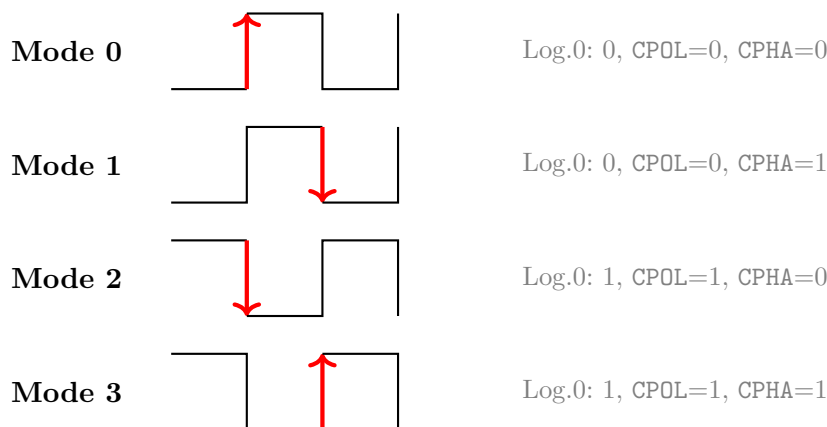 Mode 0 Log.0: 0, CPOL=0, CPHA=0
Mode 1 Log.0: 0, CPOL=0, CPHA=1
Mode 2 Log.0: 1, CPOL=1, CPHA=0
Mode 3 Log.0: 1, CPOL=1, CPHA=1